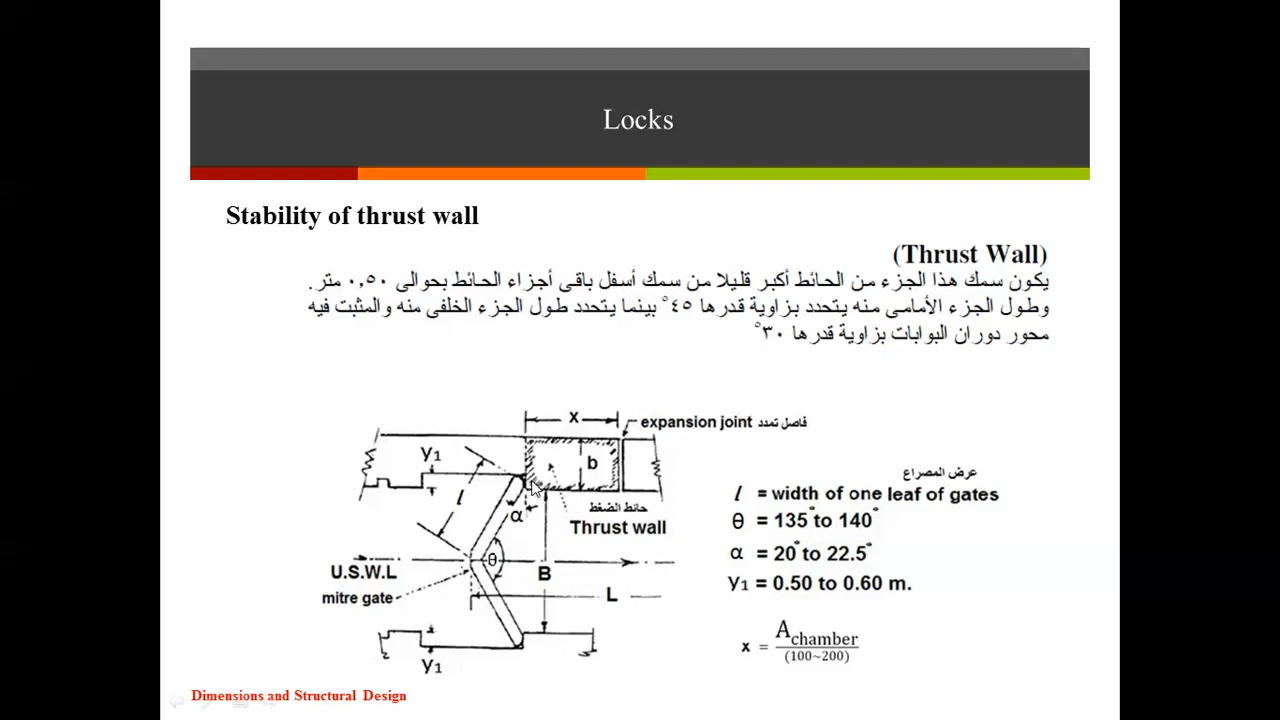 Locks
Stability of thrust wall
(Thrust Wall)
يكون سمك هذا الجزء من الحائط أكبر قليلا من سمك أسفل باقى أجزاء الحائط بحوالى ٠,٥٠ متر.
وطول الجزء الأمامى منه يتحدد بزاوية قدرها ٤٥° بينما يتحدد طول الجزء الخلفى منه والمثبت فيه
محور دوران البوابات بزاوية قدرها ٣٠°
x
expansion joint فاصل تمدد
y1
b
l
عرض المصراع
l = width of one leaf of gates
α
حائط الضغط
Thrust wall
θ = 135° to 140°
θ
α = 20° to 22.5°
U.S.W.L
B
y1 = 0.50 to 0.60 m.
mitre gate
L
x = Achamber / (100~200)
y1
Dimensions and Structural Design